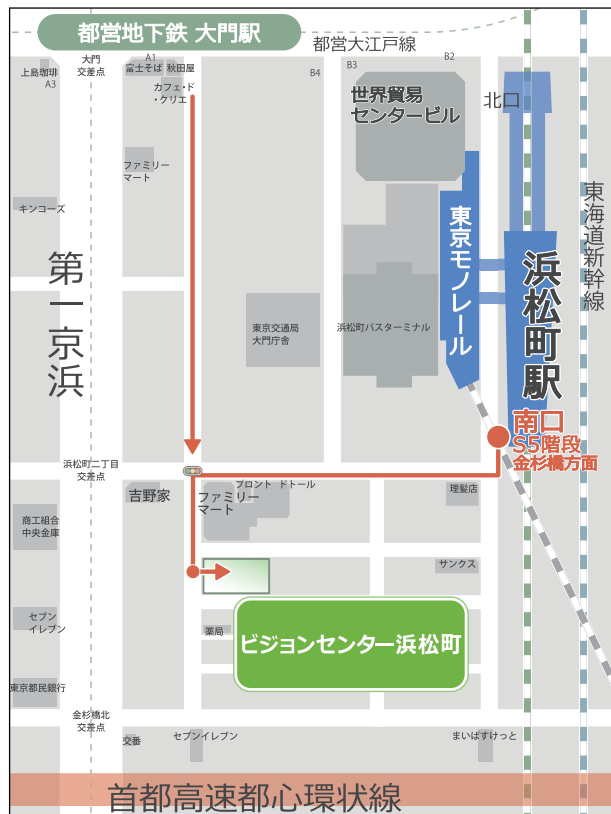 都営地下鉄 大門駅
都営大江戸線
大門
交差点
A1
富士そば 秋田屋
カフェ・ド
・クリエ
上島珈琲
A3
B4
B3
B2
世界貿易
センタービル
北口
ファミリー
マート
キンコーズ
東海道新幹線
東京モノレール
浜松町駅
第一京浜
東京交通局
大門庁舎
浜松町バスターミナル
南口
S5階段
金杉橋方面
浜松町二丁目
交差点
吉野家
ファミリー
マート
プロント ドトール
理髪店
商工組合
中央金庫
サンクス
セブン
イレブン
薬局
ビジョンセンター浜松町
東京都民銀行
金杉橋北
交差点
交番
セブンイレブン
まいばすけっと
首都高速都心環状線